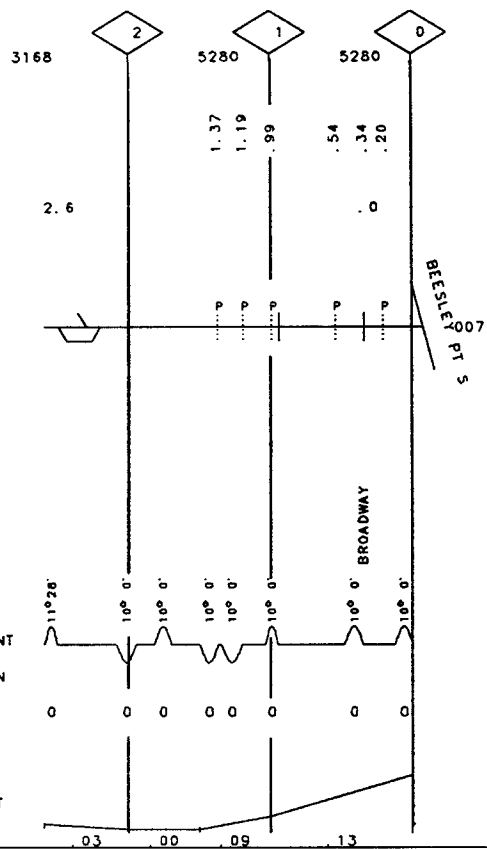 2 1 0
3168 5280 5280
1.37 1.19 .99 .54 .34 .20
2.6 .0
P P P P P
BEESLEY PT S
007
BROADWAY
11°28' 10° 0' 10° 0' 10° 0' 10° 0' 10° 0' 10° 0' 10° 0'
NT
N
0 0 0 0 0 0 0 0
T
.03 .00 .09 .13